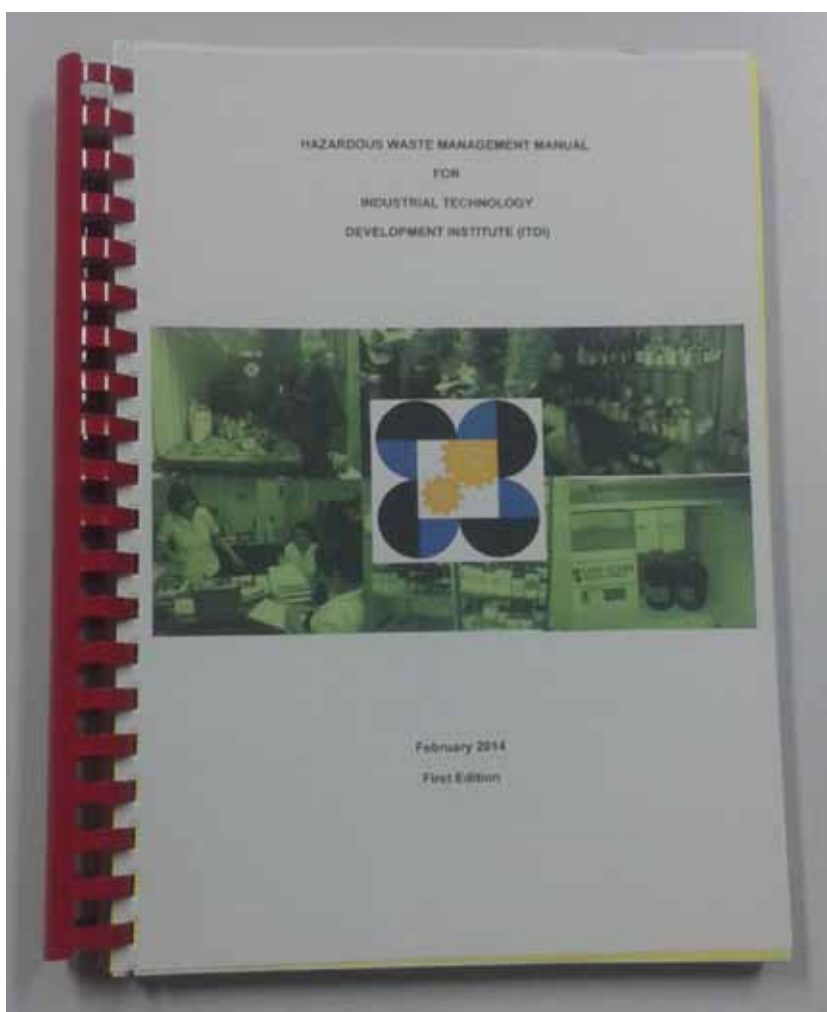 HAZARDOUS WASTE MANAGEMENT MANUAL
FOR
INDUSTRIAL TECHNOLOGY
DEVELOPMENT INSTITUTE (ITDI)
February 2014
First Edition